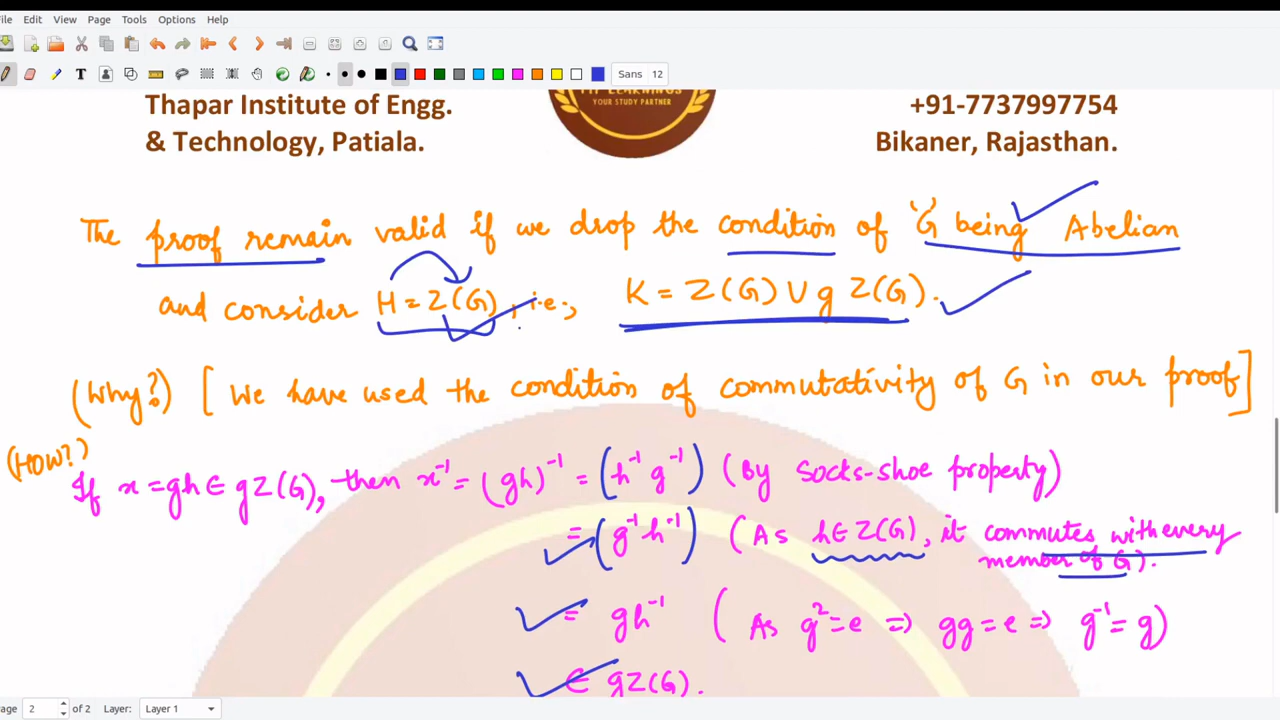 File Edit View Page Tools Options Help
Sans 12
Thapar Institute of Engg.
& Technology, Patiala.
YOUR STUDY PARTNER
+91-7737997754
Bikaner, Rajasthan.
The proof remain valid if we drop the condition of 'G' being Abelian
and consider H = Z(G), i.e., K = Z(G) ∪ g Z(G).
(Why?) [We have used the condition of commutativity of G in our proof]
(How?)
If x = gh ∈ gZ(G), then x⁻¹ = (gh)⁻¹ = (h⁻¹ g⁻¹) (By socks-shoe property)
= (g⁻¹ h⁻¹) (As h ∈ Z(G), it commutes with every
member of G).
= gh⁻¹ (As g² = e => gg = e => g⁻¹ = g)
∈ gZ(G).
Page 2 of 2 Layer: Layer 1